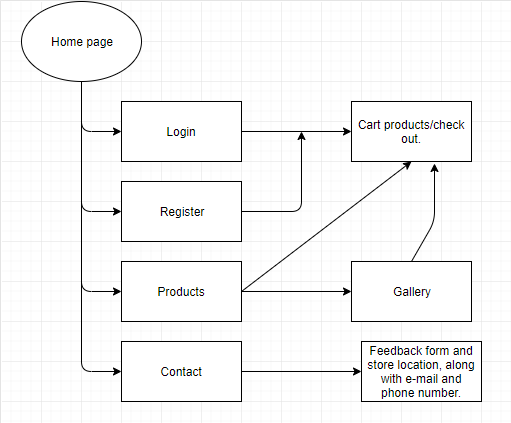 Home page
Login
Cart products/check
out.
Register
Products
Gallery
Contact
Feedback form and
store location, along
with e-mail and
phone number.